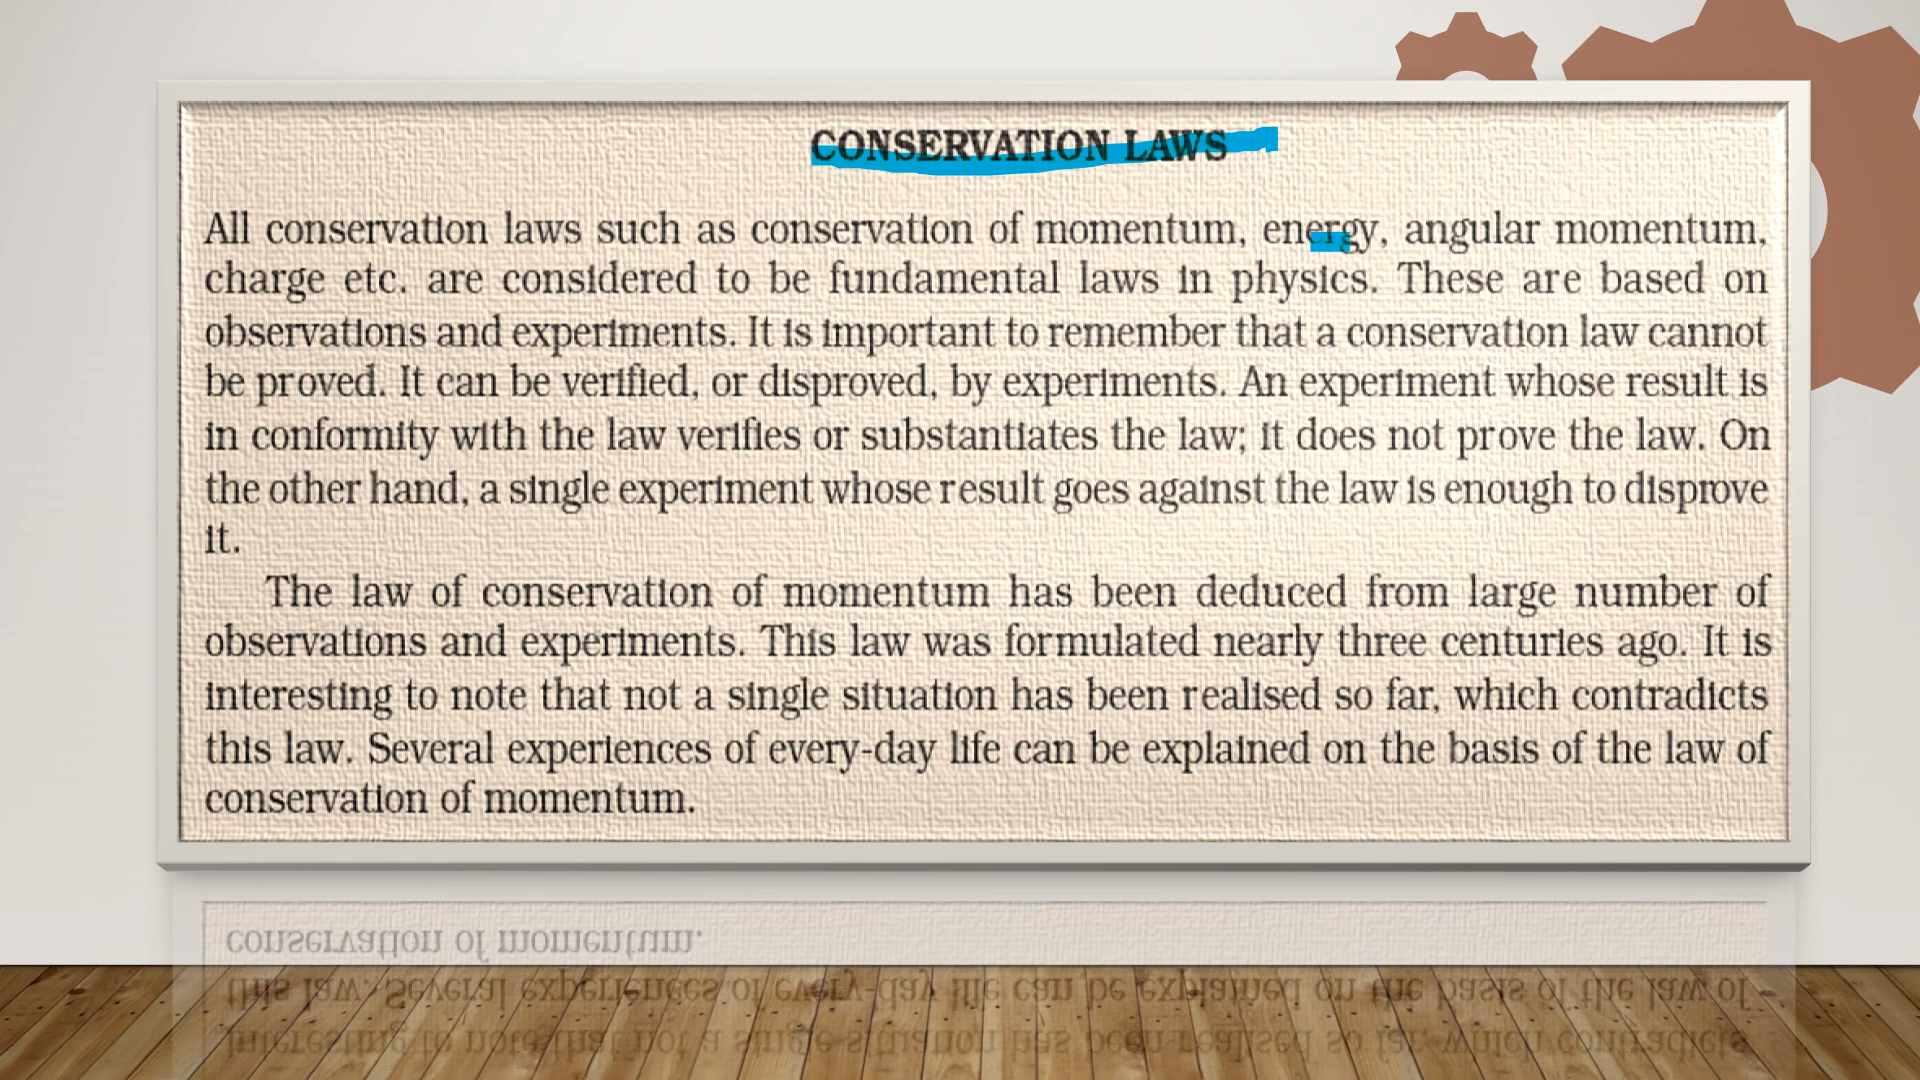 CONSERVATION LAWS
All conservation laws such as conservation of momentum, energy, angular momentum,
charge etc. are considered to be fundamental laws in physics. These are based on
observations and experiments. It is important to remember that a conservation law cannot
be proved. It can be verified, or disproved, by experiments. An experiment whose result is
in conformity with the law verifies or substantiates the law; it does not prove the law. On
the other hand, a single experiment whose result goes against the law is enough to disprove
it.
The law of conservation of momentum has been deduced from large number of
observations and experiments. This law was formulated nearly three centuries ago. It is
interesting to note that not a single situation has been realised so far, which contradicts
this law. Several experiences of every-day life can be explained on the basis of the law of
conservation of momentum.